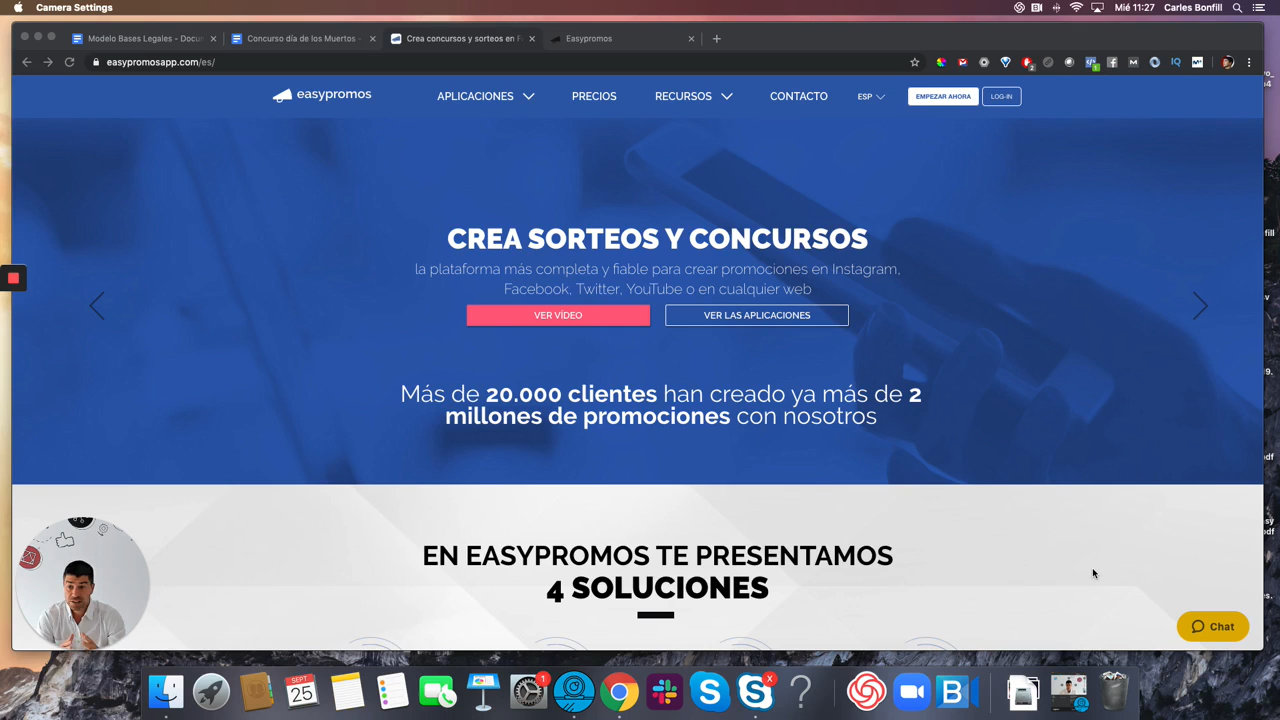 Camera Settings
Mié 11:27
Carles Bonfill
Modelo Bases Legales - Docu
Concurso día de los Muertos -
Crea concursos y sorteos en F
Easypromos
easypromosapp.com/es/
easypromos
APLICACIONES
PRECIOS
RECURSOS
CONTACTO
ESP
EMPEZAR AHORA
LOG-IN
CREA SORTEOS Y CONCURSOS
la plataforma más completa y fiable para crear promociones en Instagram,
Facebook, Twitter, YouTube o en cualquier web
VER VÍDEO
VER LAS APLICACIONES
Más de 20.000 clientes han creado ya más de 2
millones de promociones con nosotros
EN EASYPROMOS TE PRESENTAMOS
4 SOLUCIONES
Chat
SEPT
25
1
X